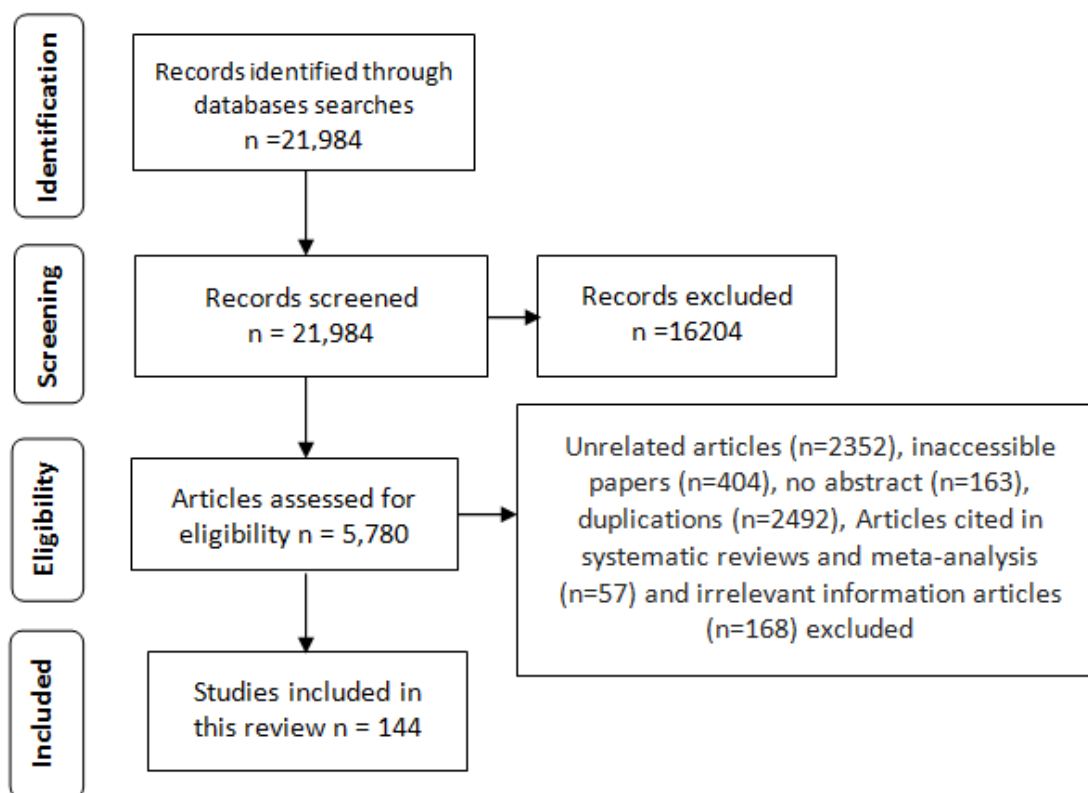 Identification
Records identified through
databases searches
n =21,984
Screening
Records screened
n = 21,984
Records excluded
n =16204
Eligibility
Articles assessed for
eligibility n = 5,780
Unrelated articles (n=2352), inaccessible
papers (n=404), no abstract (n=163),
duplications (n=2492), Articles cited in
systematic reviews and meta-analysis
(n=57) and irrelevant information articles
(n=168) excluded
Included
Studies included in
this review n = 144